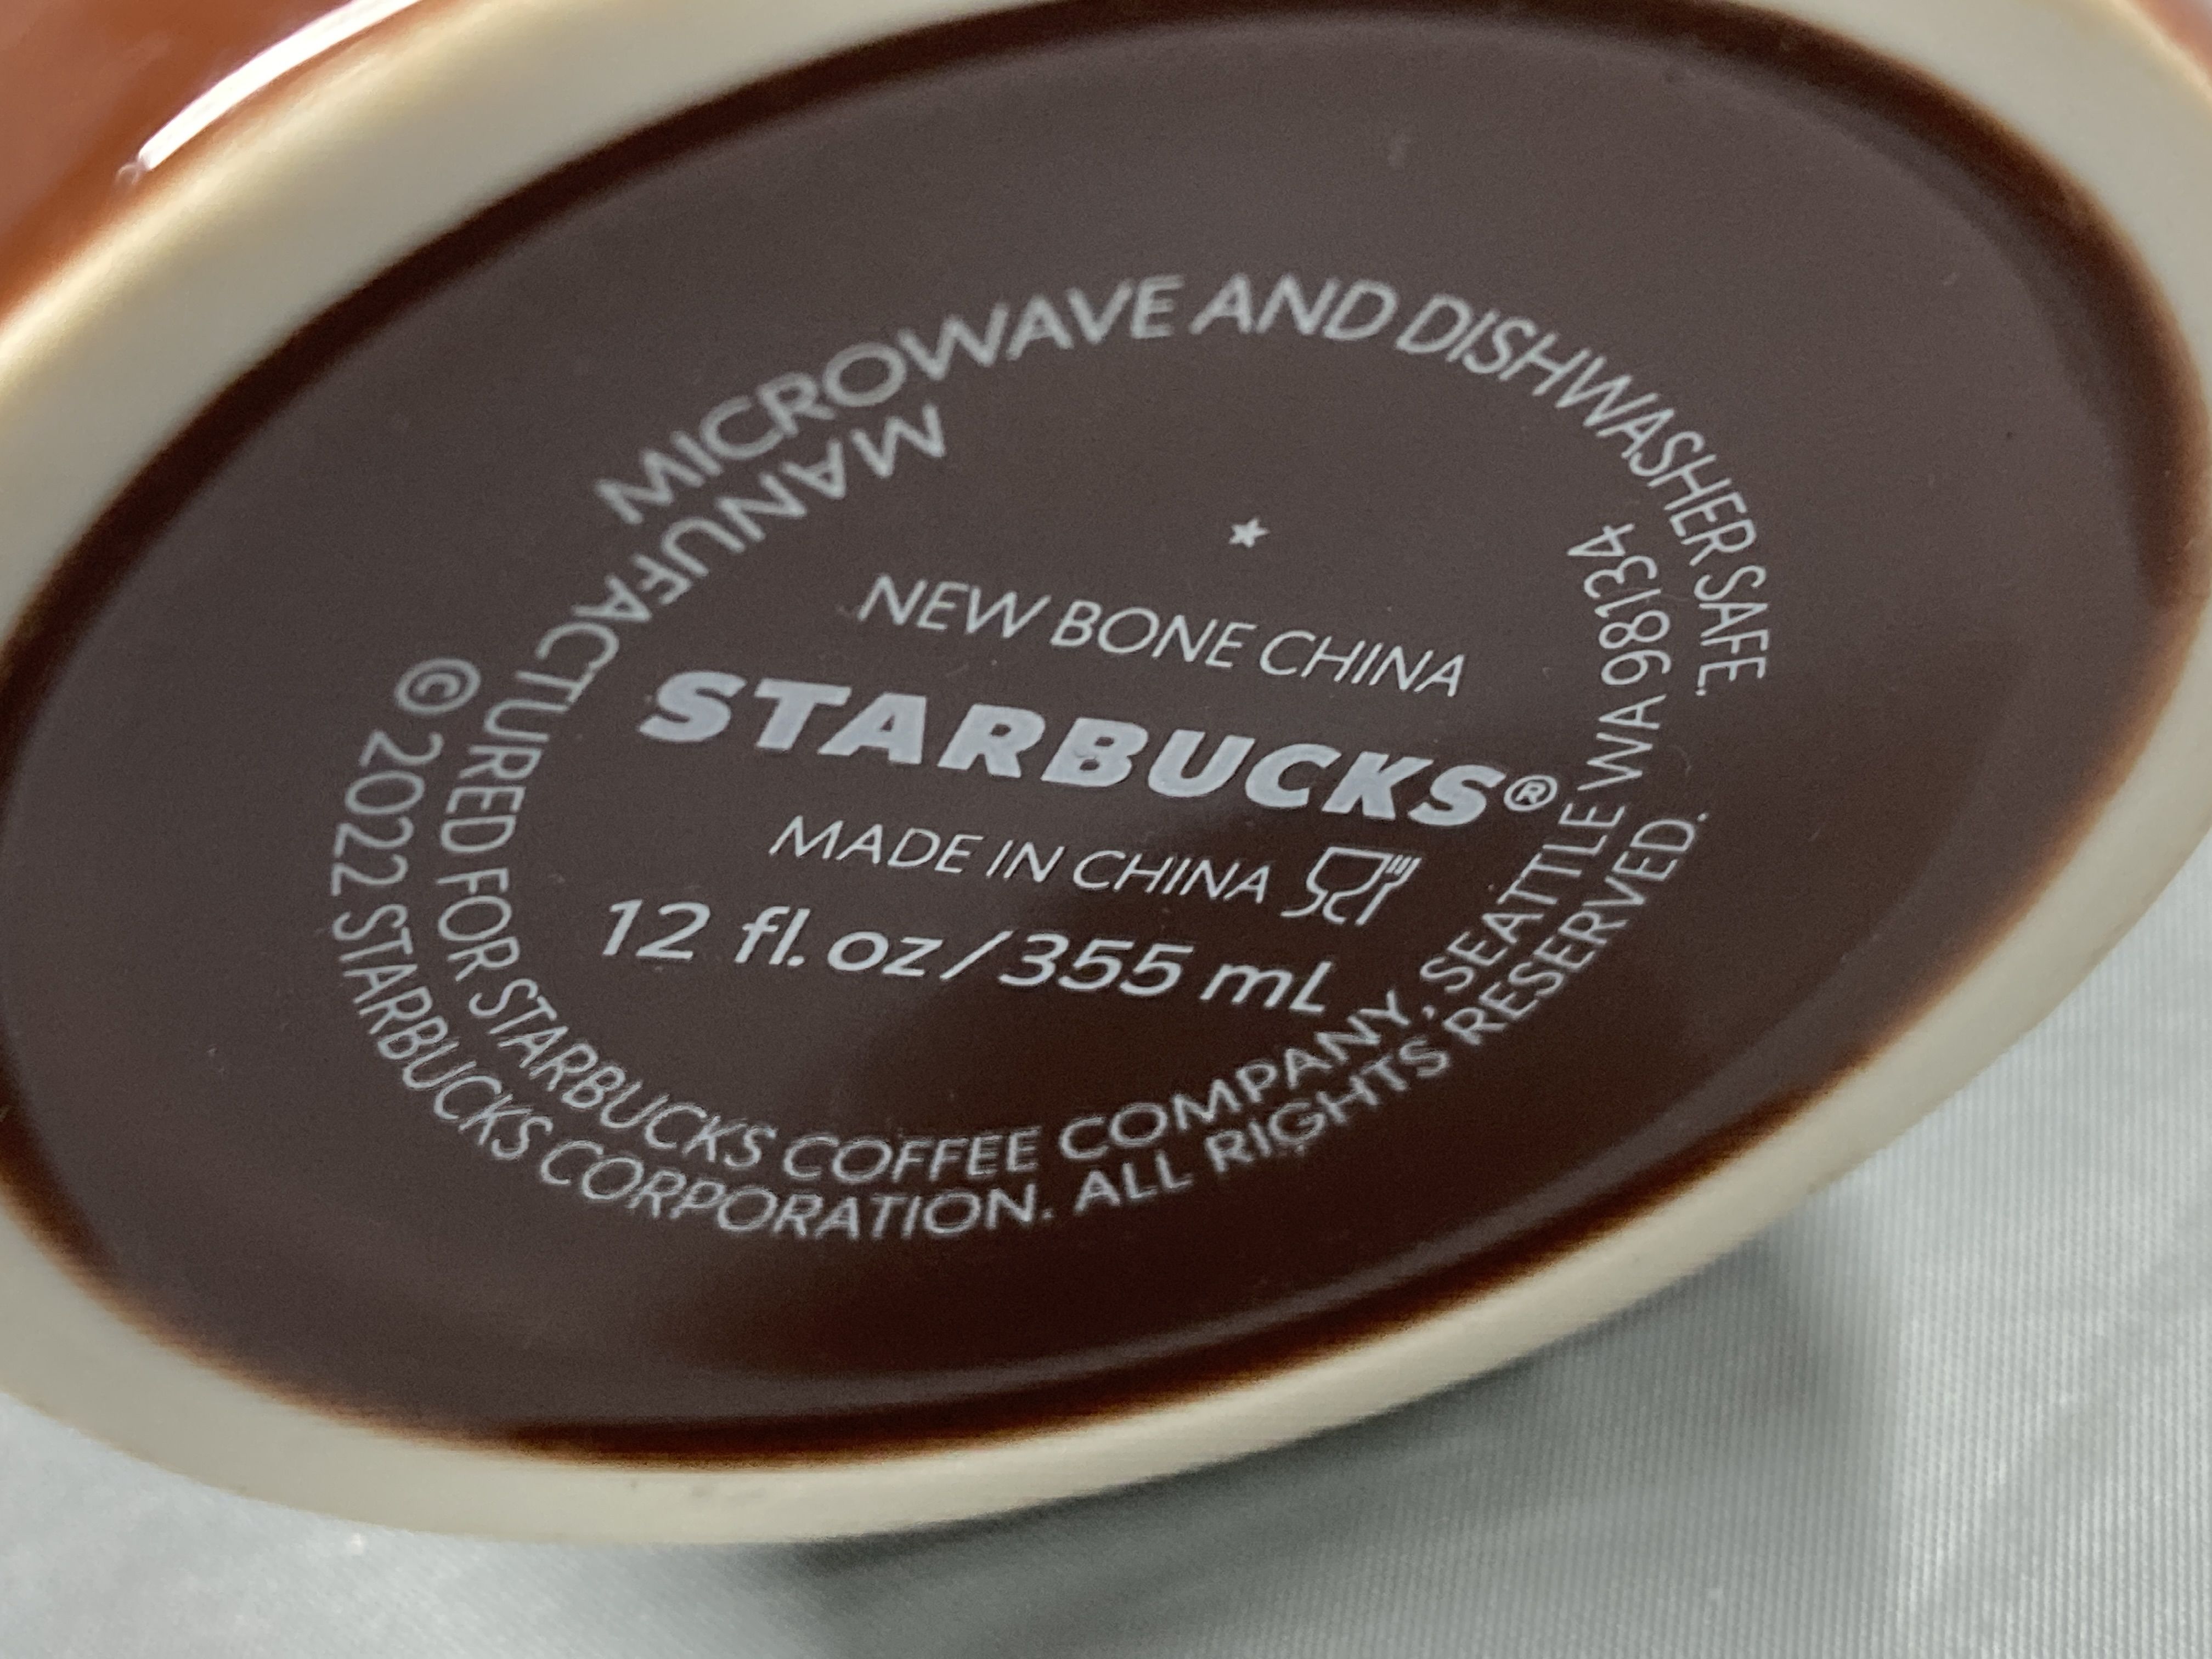 MICROWAVE AND DISHWASHER SAFE.
NEW BONE CHINA
STARBUCKS®
MADE IN CHINA
12 fl. oz/355 mL
MANUFACTURED FOR STARBUCKS COFFEE COMPANY, SEATTLE WA 98134
© 2022 STARBUCKS CORPORATION. ALL RIGHTS RESERVED.